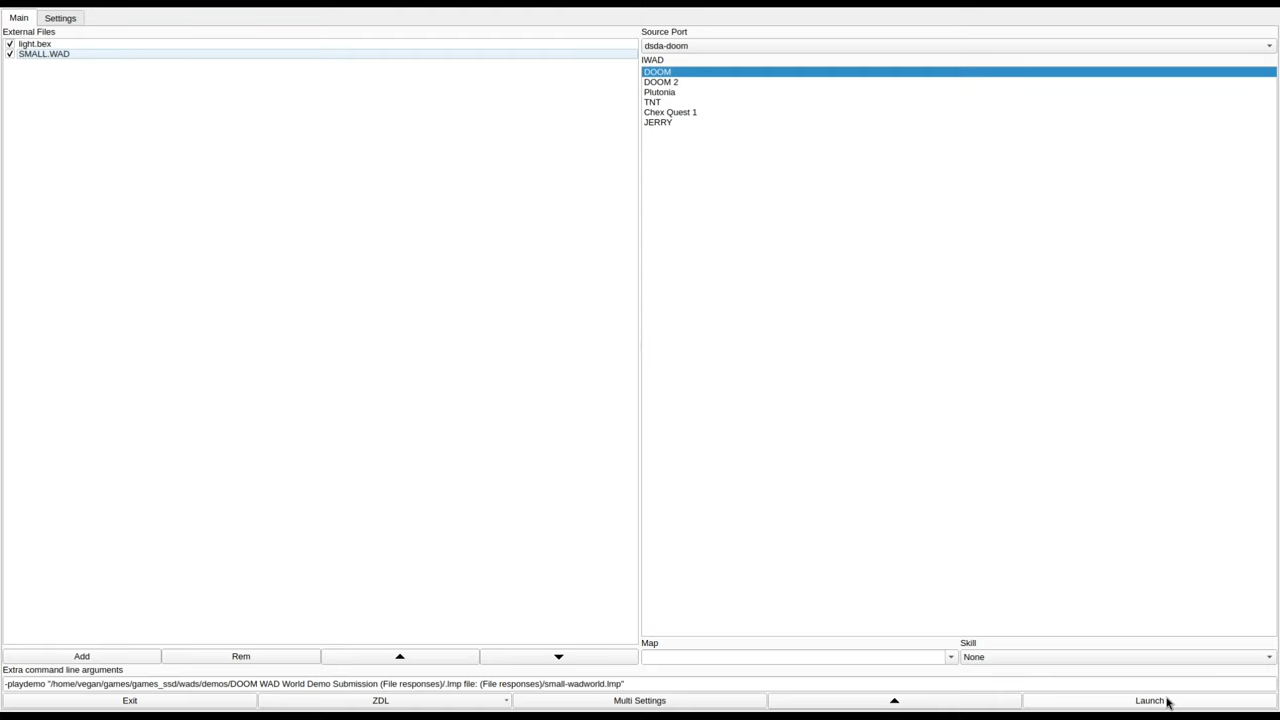 Main Settings
External Files
light.bex
SMALL.WAD
Source Port
dsda-doom
IWAD
DOOM
DOOM 2
Plutonia
TNT
Chex Quest 1
JERRY
Map Skill
None
Add Rem
Extra command line arguments
-playdemo "/home/vegan/games/games_ssd/wads/demos/DOOM WAD World Demo Submission (File responses)/.lmp file: (File responses)/small-wadworld.lmp"
Exit ZDL Multi Settings Launch